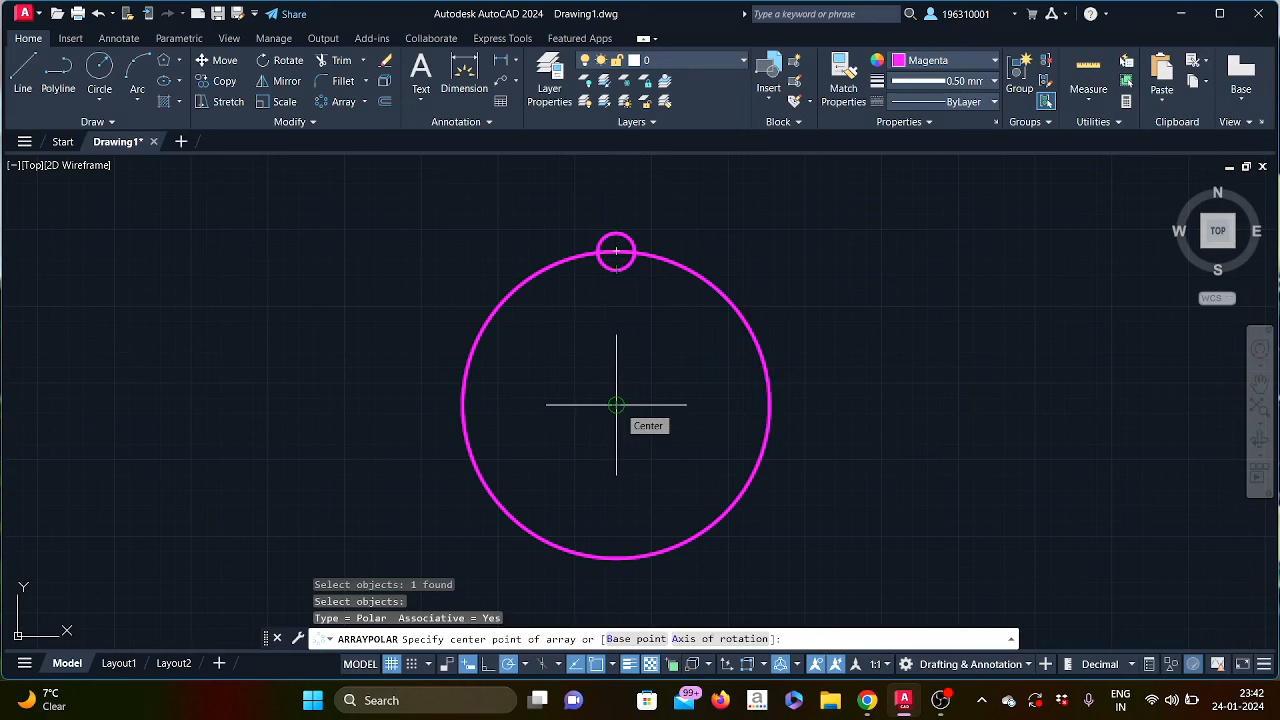 A CAD Share Autodesk AutoCAD 2024 Drawing1.dwg Type a keyword or phrase 196310001
Home Insert Annotate Parametric View Manage Output Add-ins Collaborate Express Tools Featured Apps
Move Rotate Trim 0 Magenta
Line Polyline Circle Arc Copy Mirror Fillet Text Dimension Layer Properties Insert Match Properties 0.50 mm Group Measure Paste Base
Stretch Scale Array ByLayer
Draw Modify Annotation Layers Block Properties Groups Utilities Clipboard View
Start Drawing1*
[−][Top][2D Wireframe]
N
W TOP E
S
WCS
Center
Y
X
Select objects: 1 found
Select objects:
Type = Polar Associative = Yes
ARRAYPOLAR Specify center point of array or [Base point Axis of rotation]:
Model Layout1 Layout2 MODEL 1:1 Drafting & Annotation Decimal
7°C
Clear
Search
99+
a
A CAD
ENG
IN
23:42
24-01-2024